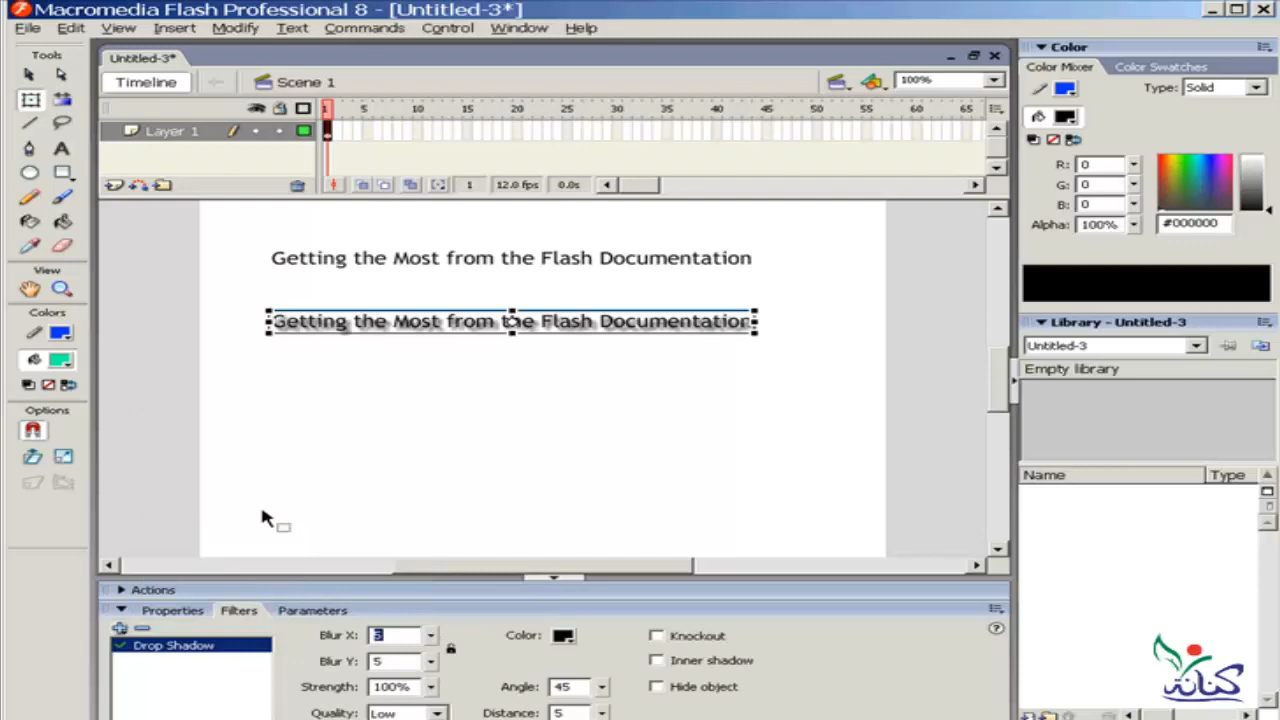 Macromedia Flash Professional 8 - [Untitled-3*]
File Edit View Insert Modify Text Commands Control Window Help
Tools
View
Colors
Options
Untitled-3*
Timeline
Scene 1
100%
1 5 10 15 20 25 30 35 40 45 50 55 60 65
Layer 1
1 12.0 fps 0.0s
Getting the Most from the Flash Documentation
Getting the Most from the Flash Documentation
Actions
Properties Filters Parameters
Drop Shadow
Blur X: 5
Blur Y: 5
Strength: 100%
Quality: Low
Color:
Angle: 45
Distance: 5
Knockout
Inner shadow
Hide object
Color
Color Mixer Color Swatches
Type: Solid
R: 0
G: 0
B: 0
Alpha: 100% #000000
Library - Untitled-3
Untitled-3
Empty library
Name Type
كنانة